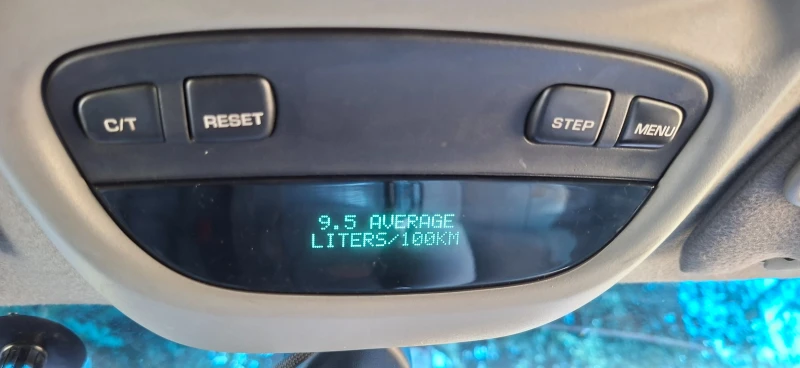 C/T
RESET
STEP
MENU
9.5 AVERAGE
LITERS/100KM